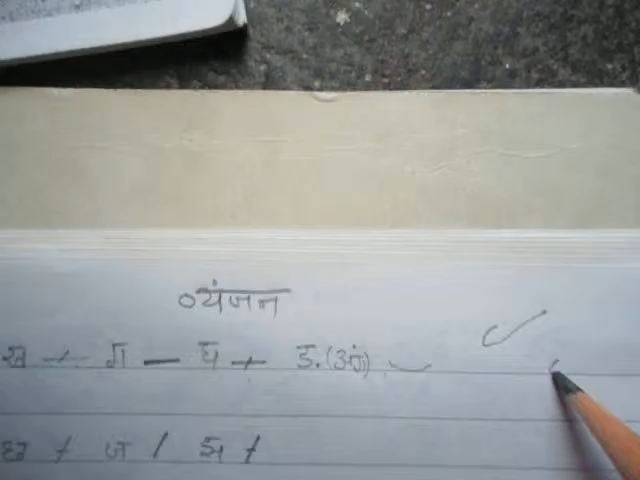 व्यंजन
ख ✓ ग — घ ✓ ङ.(अंग)
छ / ज / झ /